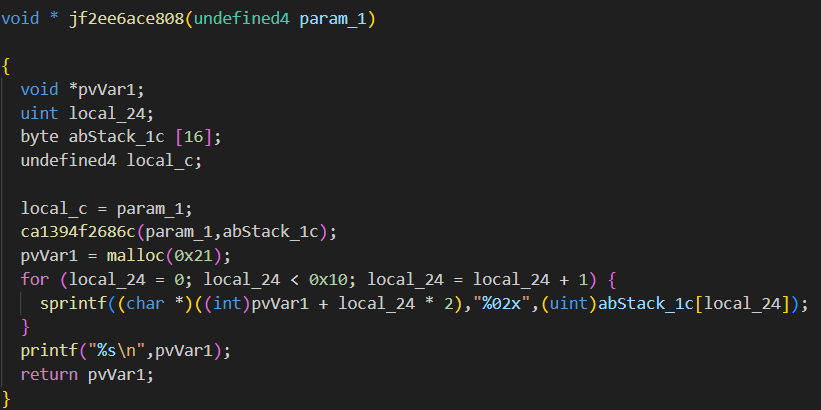 void * jf2ee6ace808(undefined4 param_1)
{
void *pvVar1;
uint local_24;
byte abStack_1c [16];
undefined4 local_c;
local_c = param_1;
ca1394f2686c(param_1,abStack_1c);
pvVar1 = malloc(0x21);
for (local_24 = 0; local_24 < 0x10; local_24 = local_24 + 1) {
sprintf((char *)((int)pvVar1 + local_24 * 2),"%02x",(uint)abStack_1c[local_24]);
}
printf("%s\n",pvVar1);
return pvVar1;
}